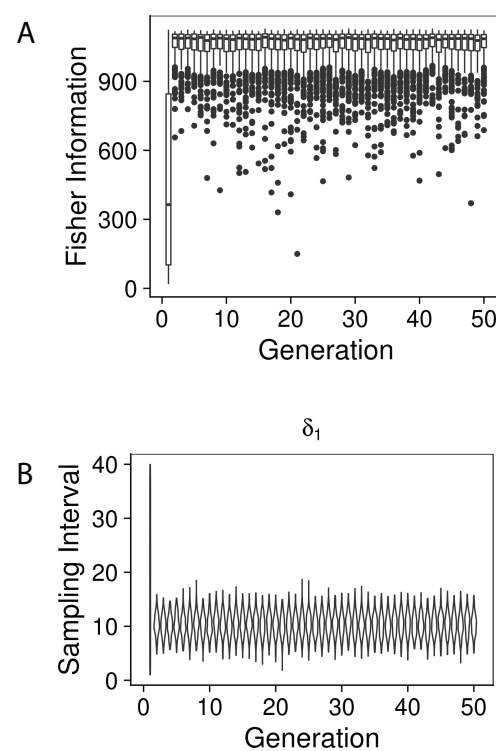 A
Fisher Information
900
600
300
0
0 10 20 30 40 50
Generation
δ1
B
Sampling Interval
40
30
20
10
0
0 10 20 30 40 50
Generation